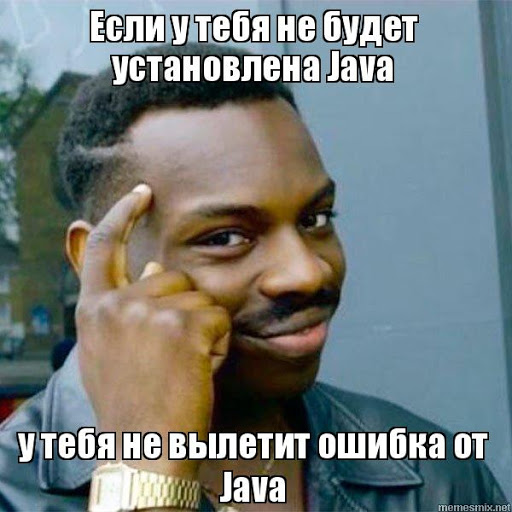 Если у тебя не будет
установлена Java
у тебя не вылетит ошибка от
Java
memesmix.net